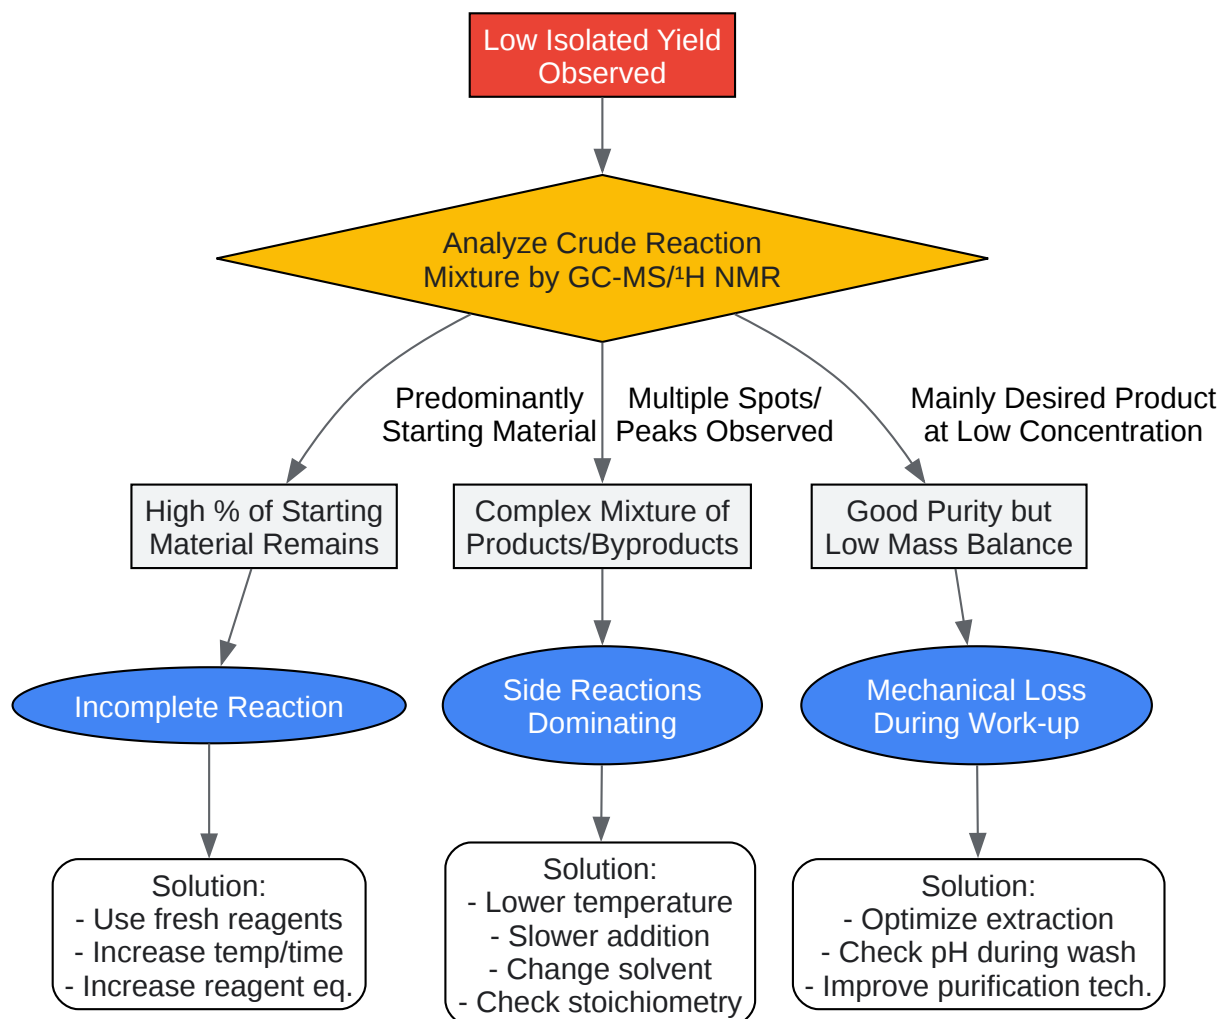 Low Isolated Yield
Observed
Analyze Crude Reaction
Mixture by GC-MS/¹H NMR
Predominantly
Starting Material
Multiple Spots/
Peaks Observed
Mainly Desired Product
at Low Concentration
High % of Starting
Material Remains
Complex Mixture of
Products/Byproducts
Good Purity but
Low Mass Balance
Incomplete Reaction
Side Reactions
Dominating
Mechanical Loss
During Work-up
Solution:
- Use fresh reagents
- Increase temp/time
- Increase reagent eq.
Solution:
- Lower temperature
- Slower addition
- Change solvent
- Check stoichiometry
Solution:
- Optimize extraction
- Check pH during wash
- Improve purification tech.